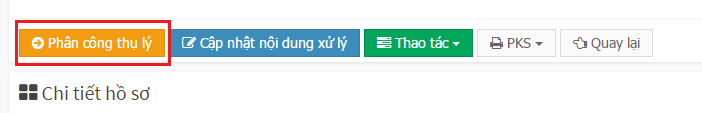 Phân công thụ lý Cập nhật nội dung xử lý Thao tác PKS Quay lại
Chi tiết hồ sơ